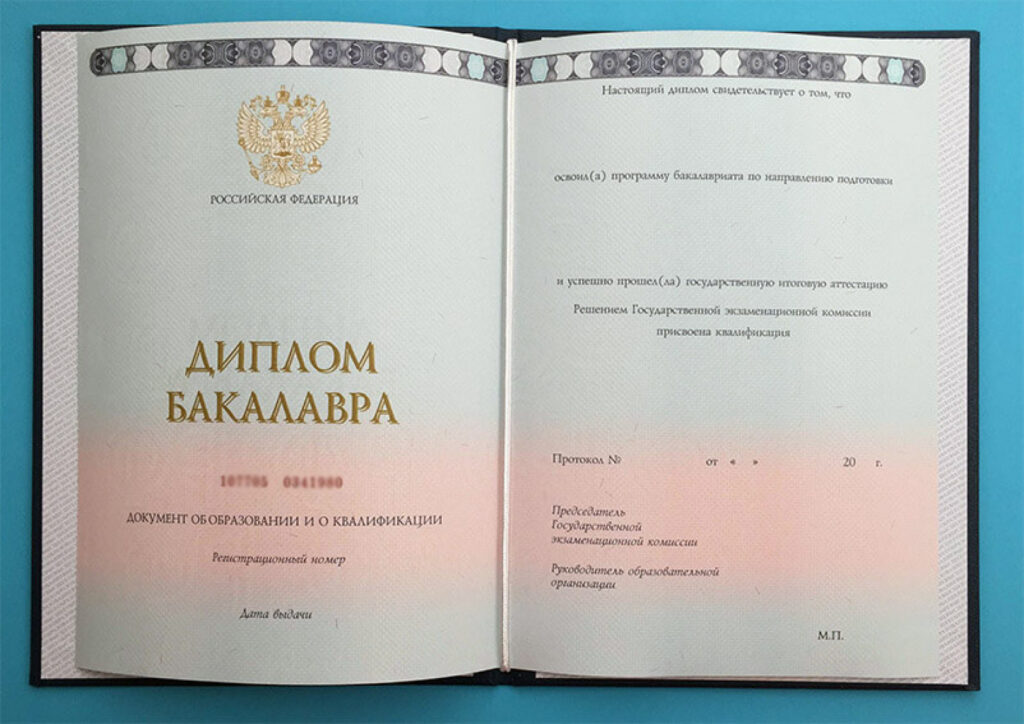 РОССИЙСКАЯ ФЕДЕРАЦИЯ
ДИПЛОМ
БАКАЛАВРА
107705 0341980
ДОКУМЕНТ ОБ ОБРАЗОВАНИИ И О КВАЛИФИКАЦИИ
Регистрационный номер
Дата выдачи
Настоящий диплом свидетельствует о том, что
освоил(а) программу бакалавриата по направлению подготовки
и успешно прошел(ла) государственную итоговую аттестацию
Решением Государственной экзаменационной комиссии
присвоена квалификация
Протокол № от « » 20 г.
Председатель
Государственной
экзаменационной комиссии
Руководитель образовательной
организации
М.П.